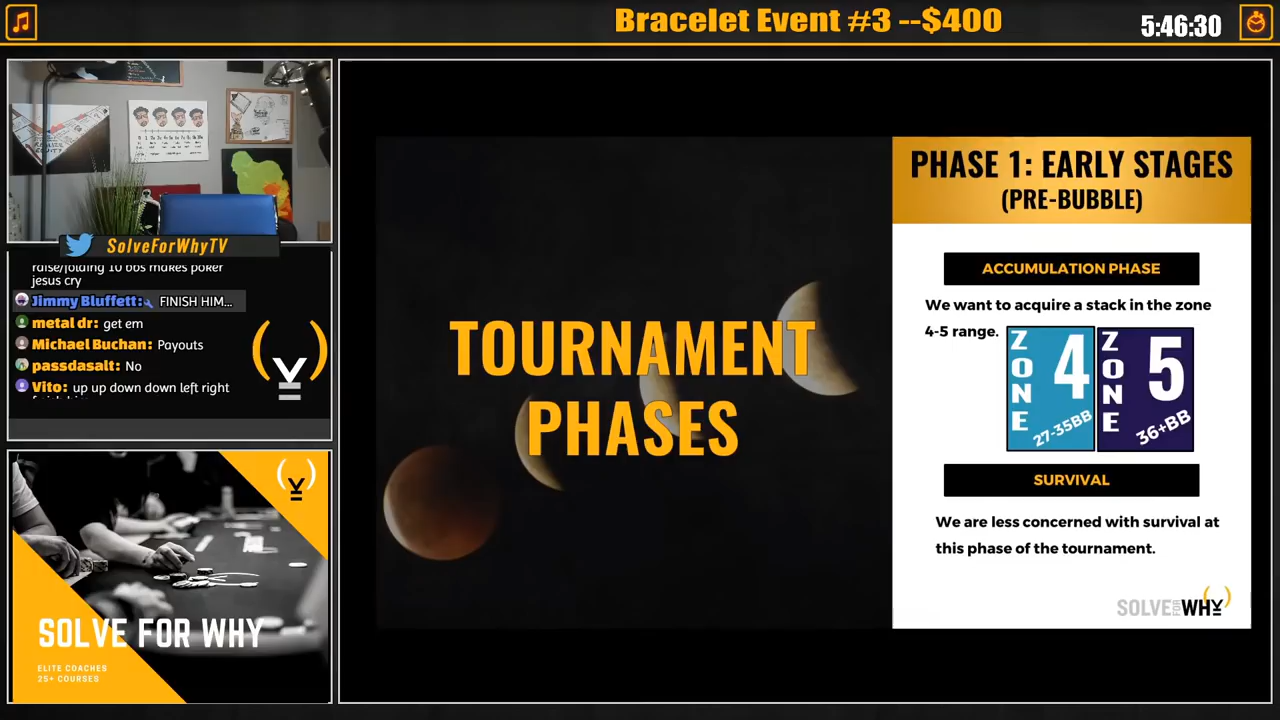 Bracelet Event #3 --$400
5:46:30
SolveForWhyTV
raise/folding 10 bbs makes poker
jesus cry
Jimmy Bluffett: FINISH HIM...
metal dr: get em
Michael Buchan: Payouts
passdasalt: No
Vito: up up down down left right
SOLVE FOR WHY
ELITE COACHES
25+ COURSES
TOURNAMENT
PHASES
PHASE 1: EARLY STAGES
(PRE-BUBBLE)
ACCUMULATION PHASE
We want to acquire a stack in the zone
4-5 range.
ZONE 4
27-35BB
ZONE 5
36+BB
SURVIVAL
We are less concerned with survival at
this phase of the tournament.
SOLVE FOR WHY